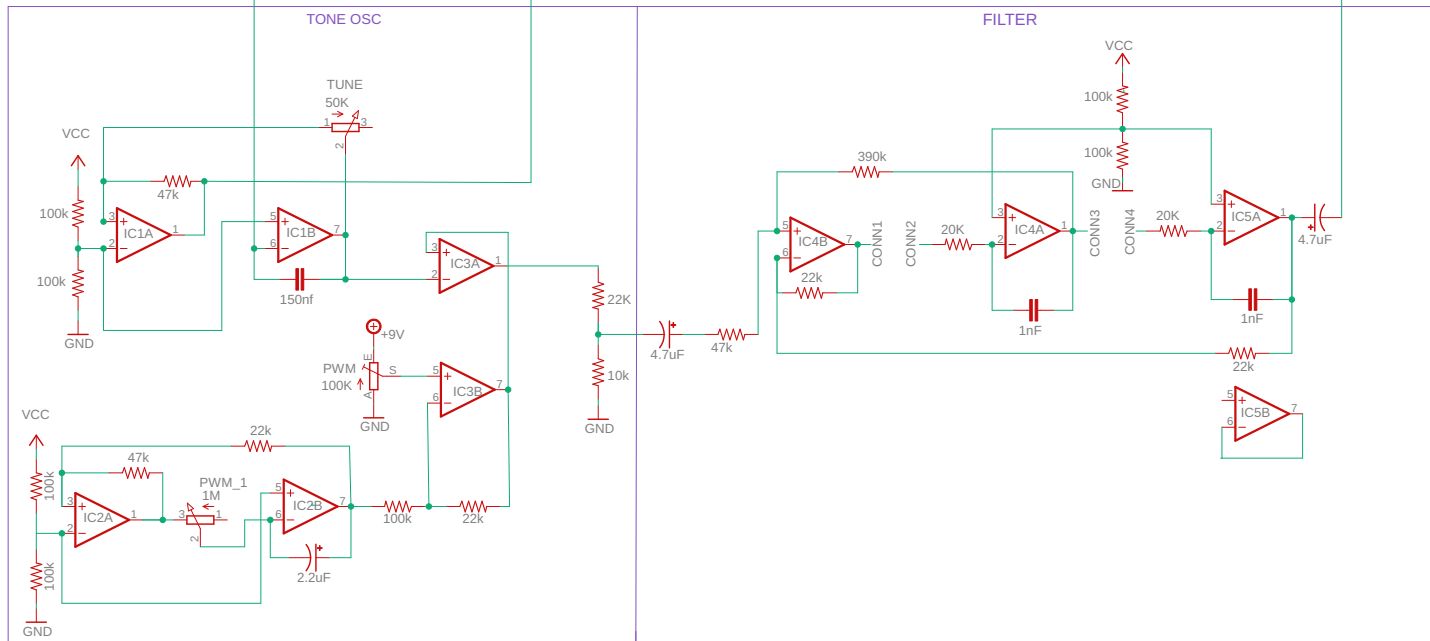 TONE OSC
FILTER
VCC
TUNE
50K
1
3
2
100k
VCC
390k
47k
100k
100k
3
1
2
IC1A
5
7
6
IC1B
GND
3
1
2
IC4A
CONN1
CONN2
20K
CONN3
CONN4
20K
3
1
2
IC5A
4.7uF
5
7
6
IC4B
3
1
2
IC3A
100k
150nf
22k
22K
1nF
1nF
GND
+9V
4.7uF
47k
22k
PWM
100K
E
S
A
5
7
6
IC3B
10k
GND
GND
5
7
6
IC5B
VCC
22k
47k
100k
PWM_1
1M
3
1
2
3
1
2
IC2A
5
7
6
IC2B
100k
22k
100k
2.2uF
GND